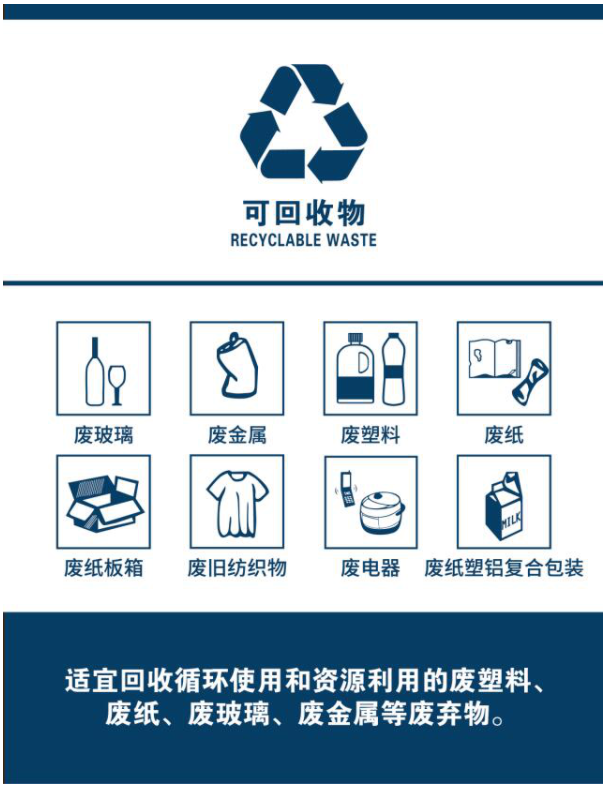 可回收物
RECYCLABLE WASTE
废玻璃 废金属 废塑料 废纸
MILK
废纸板箱 废旧纺织物 废电器 废纸塑铝复合包装
适宜回收循环使用和资源利用的废塑料、
废纸、废玻璃、废金属等废弃物。